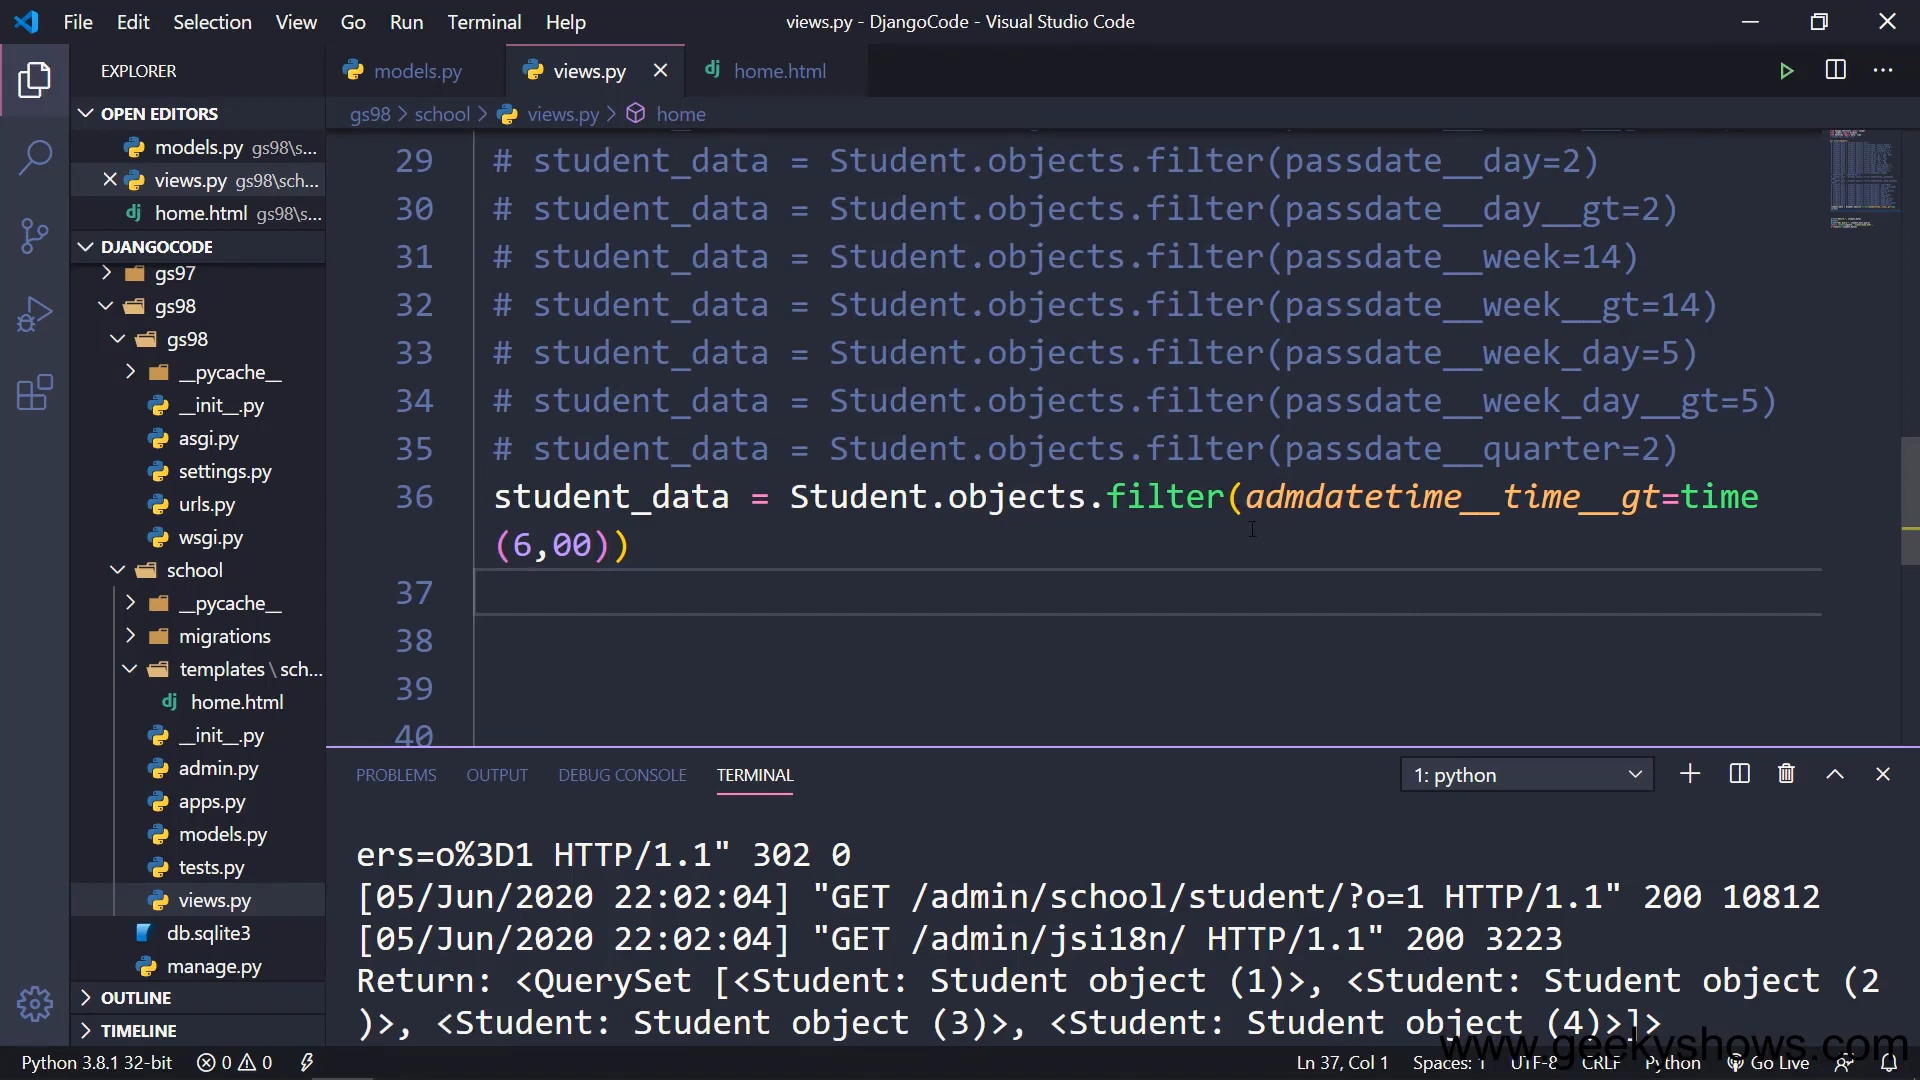 File Edit Selection View Go Run Terminal Help
views.py - DjangoCode - Visual Studio Code
EXPLORER
OPEN EDITORS
models.py gs98\s...
views.py gs98\sch...
home.html gs98\s...
DJANGOCODE
gs97
gs98
gs98
__pycache__
__init__.py
asgi.py
settings.py
urls.py
wsgi.py
school
__pycache__
migrations
templates \ sch...
home.html
__init__.py
admin.py
apps.py
models.py
tests.py
views.py
db.sqlite3
manage.py
OUTLINE
TIMELINE
models.py views.py home.html
gs98 > school > views.py > home
29 # student_data = Student.objects.filter(passdate__day=2)
30 # student_data = Student.objects.filter(passdate__day__gt=2)
31 # student_data = Student.objects.filter(passdate__week=14)
32 # student_data = Student.objects.filter(passdate__week__gt=14)
33 # student_data = Student.objects.filter(passdate__week_day=5)
34 # student_data = Student.objects.filter(passdate__week_day__gt=5)
35 # student_data = Student.objects.filter(passdate__quarter=2)
36 student_data = Student.objects.filter(admdatetime__time__gt=time
(6,00))
37
38
39
40
PROBLEMS OUTPUT DEBUG CONSOLE TERMINAL 1: python
ers=o%3D1 HTTP/1.1" 302 0
[05/Jun/2020 22:02:04] "GET /admin/school/student/?o=1 HTTP/1.1" 200 10812
[05/Jun/2020 22:02:04] "GET /admin/jsi18n/ HTTP/1.1" 200 3223
Return: <QuerySet [<Student: Student object (1)>, <Student: Student object (2
)>, <Student: Student object (3)>, <Student: Student object (4)>]>
www.geekyshows.com
Python 3.8.1 32-bit 0 0 Ln 37, Col 1 Spaces: UTF-8 CRLF Python Go Live